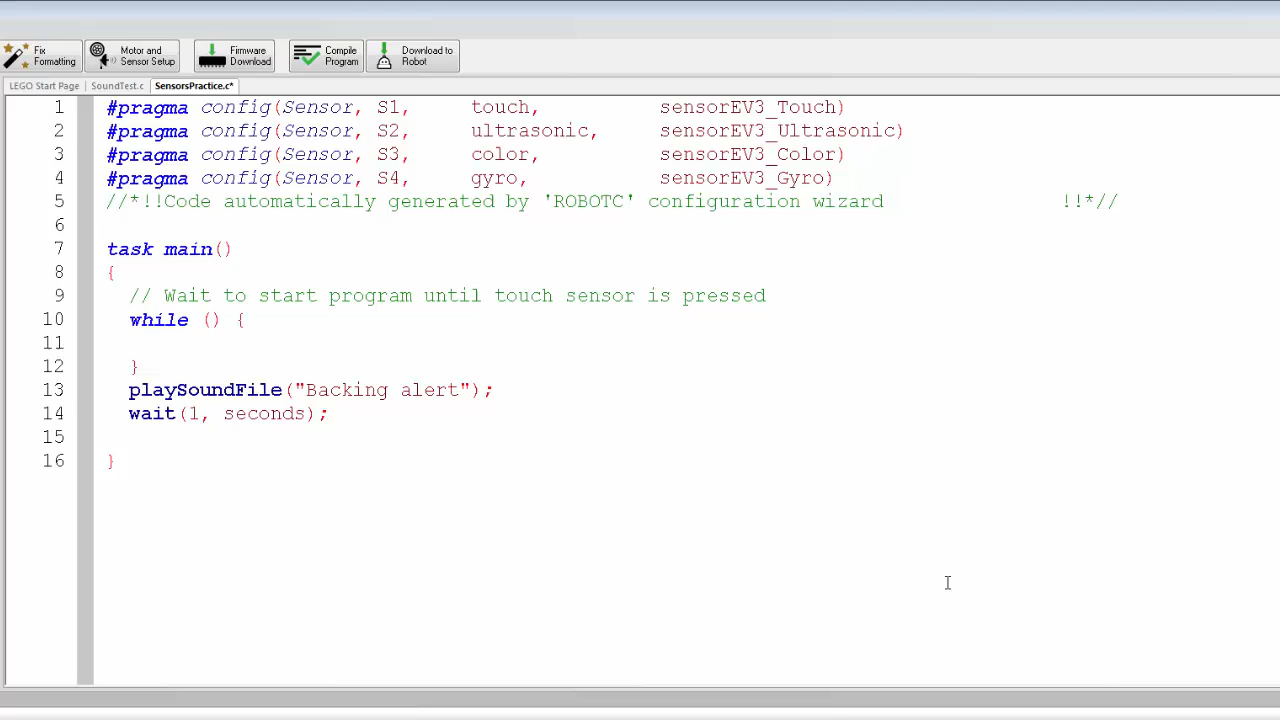 Fix Formatting
Motor and Sensor Setup
Firmware Download
Compile Program
Download to Robot
LEGO Start Page SoundTest.c SensorsPractice.c*
1 #pragma config(Sensor, S1, touch, sensorEV3_Touch)
2 #pragma config(Sensor, S2, ultrasonic, sensorEV3_Ultrasonic)
3 #pragma config(Sensor, S3, color, sensorEV3_Color)
4 #pragma config(Sensor, S4, gyro, sensorEV3_Gyro)
5 //*!!Code automatically generated by 'ROBOTC' configuration wizard !!*//
6
7 task main()
8 {
9 // Wait to start program until touch sensor is pressed
10 while () {
11
12 }
13 playSoundFile("Backing alert");
14 wait(1, seconds);
15
16 }